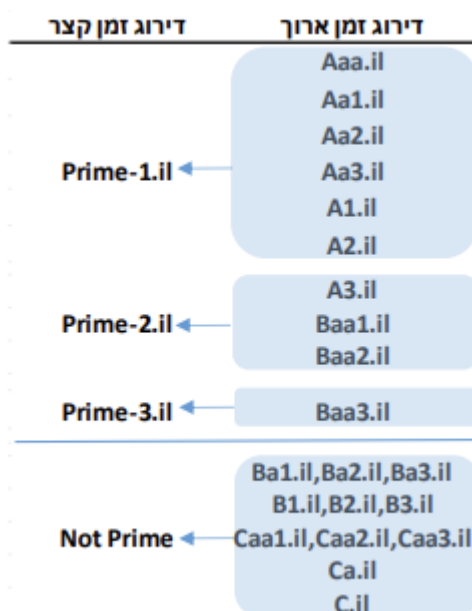 דירוג זמן ארוך דירוג זמן קצר
Aaa.il
Aa1.il
Aa2.il
Aa3.il Prime-1.il
A1.il
A2.il
A3.il
Baa1.il Prime-2.il
Baa2.il
Baa3.il Prime-3.il
Ba1.il,Ba2.il,Ba3.il
B1.il,B2.il,B3.il
Caa1.il,Caa2.il,Caa3.il Not Prime
Ca.il
C.il